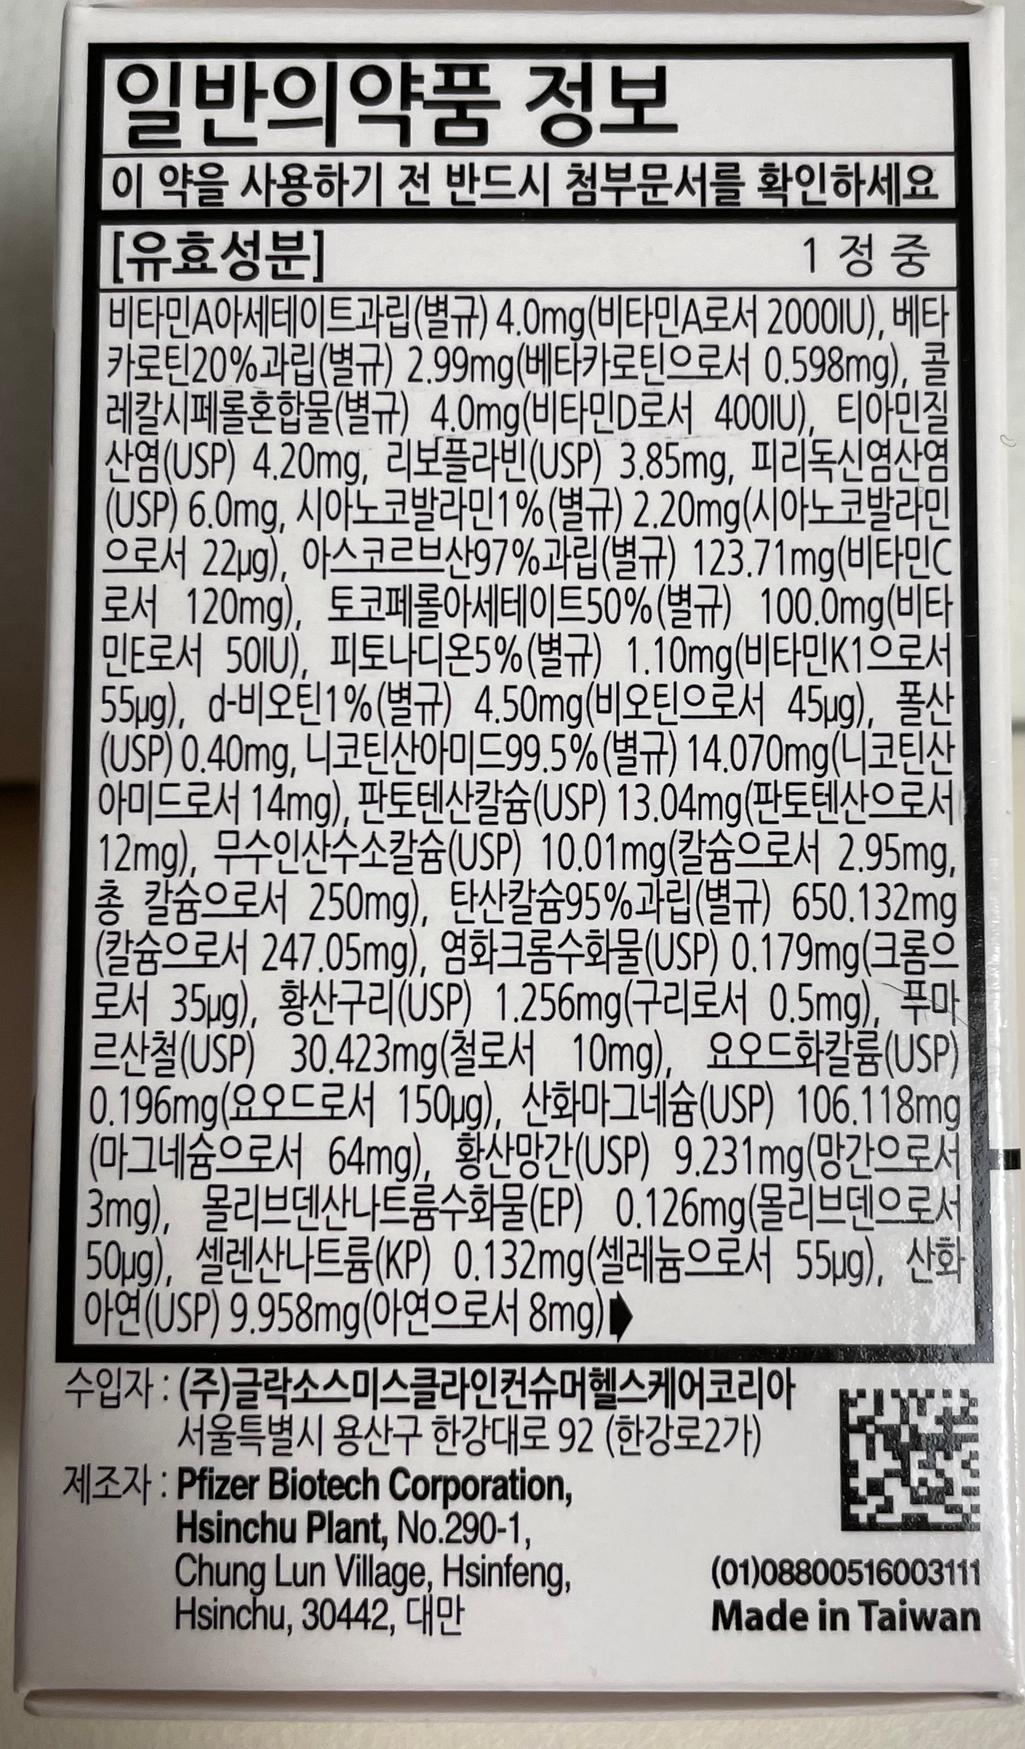 일반의약품 정보
이 약을 사용하기 전 반드시 첨부문서를 확인하세요
[유효성분] 1 정 중
비타민A아세테이트과립(별규) 4.0mg(비타민A로서 2000IU), 베타
카로틴20%과립(별규) 2.99mg(베타카로틴으로서 0.598mg), 콜
레칼시페롤혼합물(별규) 4.0mg(비타민D로서 400IU), 티아민질
산염(USP) 4.20mg, 리보플라빈(USP) 3.85mg, 피리독신염산염
(USP) 6.0mg, 시아노코발라민1%(별규) 2.20mg(시아노코발라민
으로서 22μg), 아스코르브산97%과립(별규) 123.71mg(비타민C
로서 120mg), 토코페롤아세테이트50%(별규) 100.0mg(비타
민E로서 50IU), 피토나디온5%(별규) 1.10mg(비타민K1으로서
55μg), d-비오틴1%(별규) 4.50mg(비오틴으로서 45μg), 폴산
(USP) 0.40mg, 니코틴산아미드99.5%(별규) 14.070mg(니코틴산
아미드로서 14mg), 판토텐산칼슘(USP) 13.04mg(판토텐산으로서
12mg), 무수인산수소칼슘(USP) 10.01mg(칼슘으로서 2.95mg,
총 칼슘으로서 250mg), 탄산칼슘95%과립(별규) 650.132mg
(칼슘으로서 247.05mg), 염화크롬수화물(USP) 0.179mg(크롬으
로서 35μg), 황산구리(USP) 1.256mg(구리로서 0.5mg), 푸마
르산철(USP) 30.423mg(철로서 10mg), 요오드화칼륨(USP)
0.196mg(요오드로서 150μg), 산화마그네슘(USP) 106.118mg
(마그네슘으로서 64mg), 황산망간(USP) 9.231mg(망간으로서
3mg), 몰리브덴산나트륨수화물(EP) 0.126mg(몰리브덴으로서
50μg), 셀렌산나트륨(KP) 0.132mg(셀레늄으로서 55μg), 산화
아연(USP) 9.958mg(아연으로서 8mg)
수입자 : (주)글락소스미스클라인컨슈머헬스케어코리아
서울특별시 용산구 한강대로 92 (한강로2가)
제조자 : Pfizer Biotech Corporation,
Hsinchu Plant, No.290-1,
Chung Lun Village, Hsinfeng,
Hsinchu, 30442, 대만
(01)08800516003111
Made in Taiwan